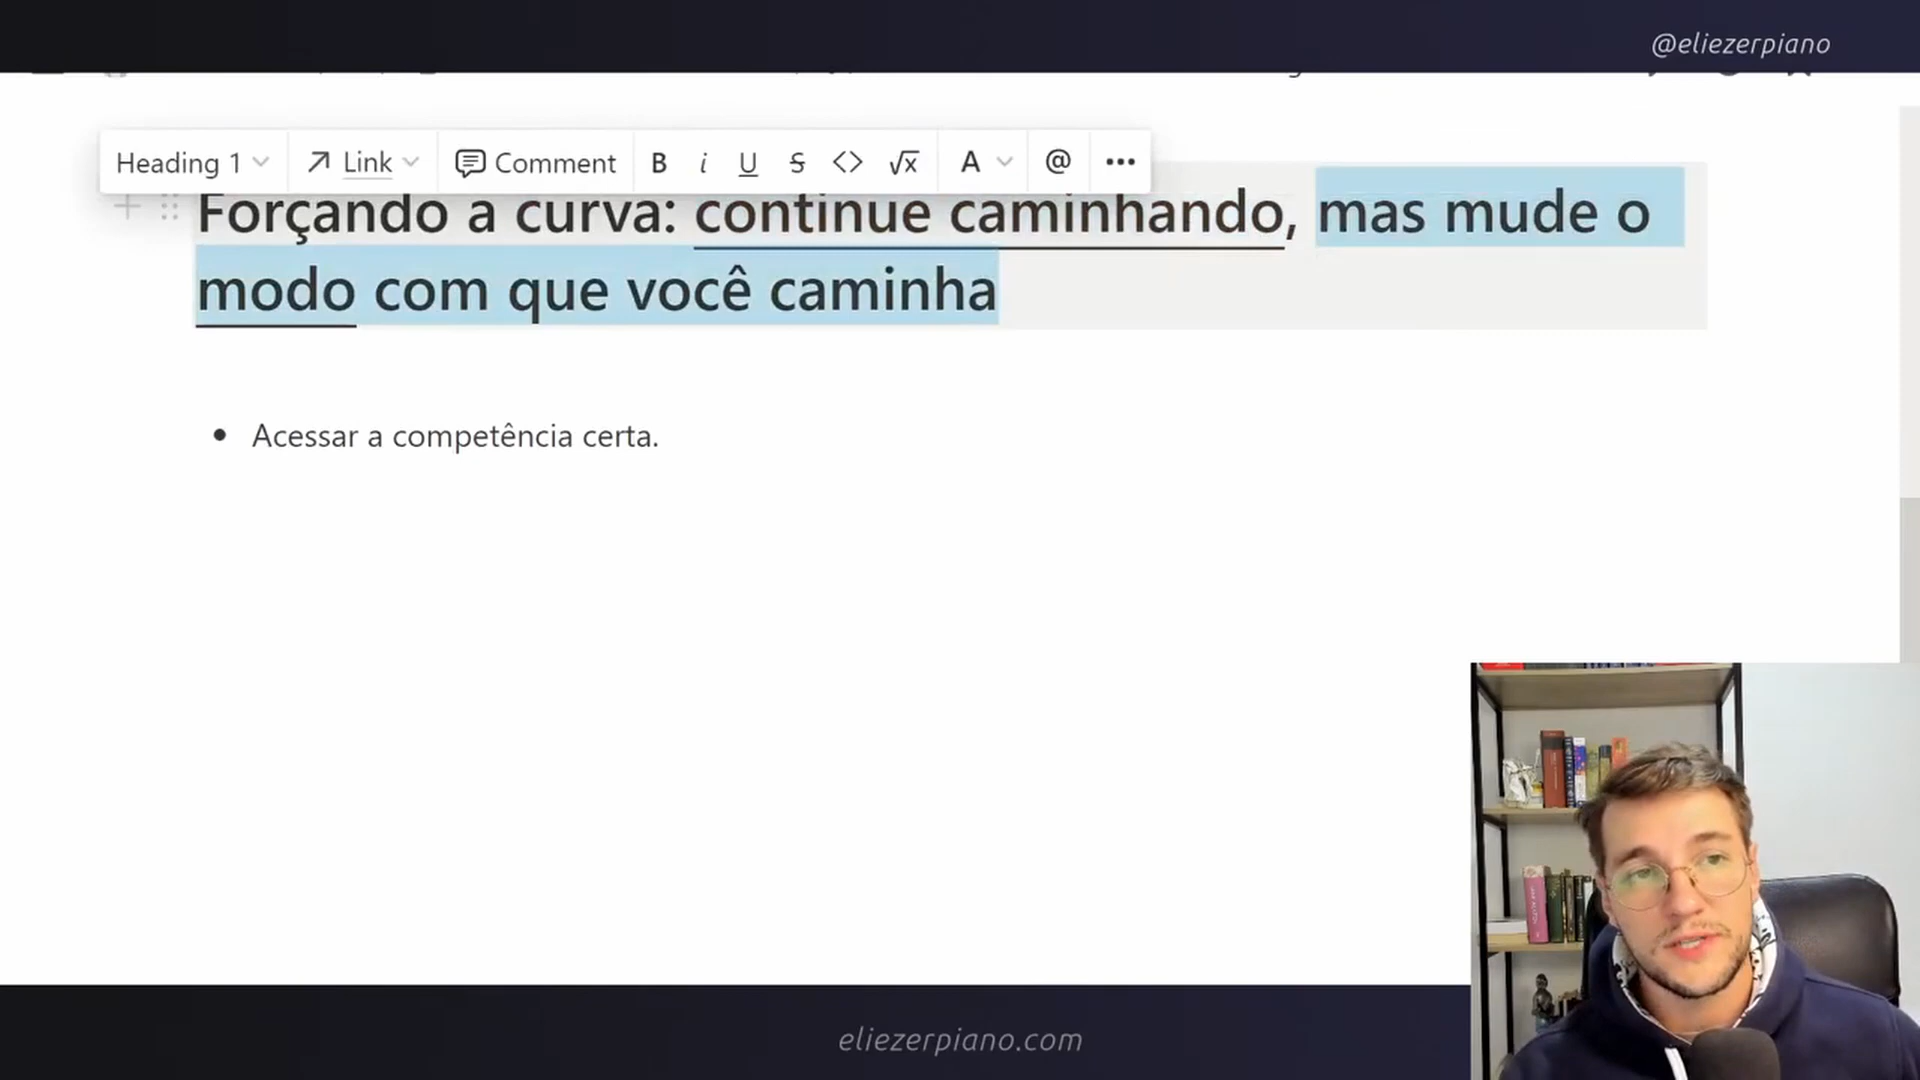 @eliezerpiano
Heading 1
Link
Comment
B i U S <> √x A @ •••
Forçando a curva: continue caminhando, mas mude o
modo com que você caminha
• Acessar a competência certa.
eliezerpiano.com